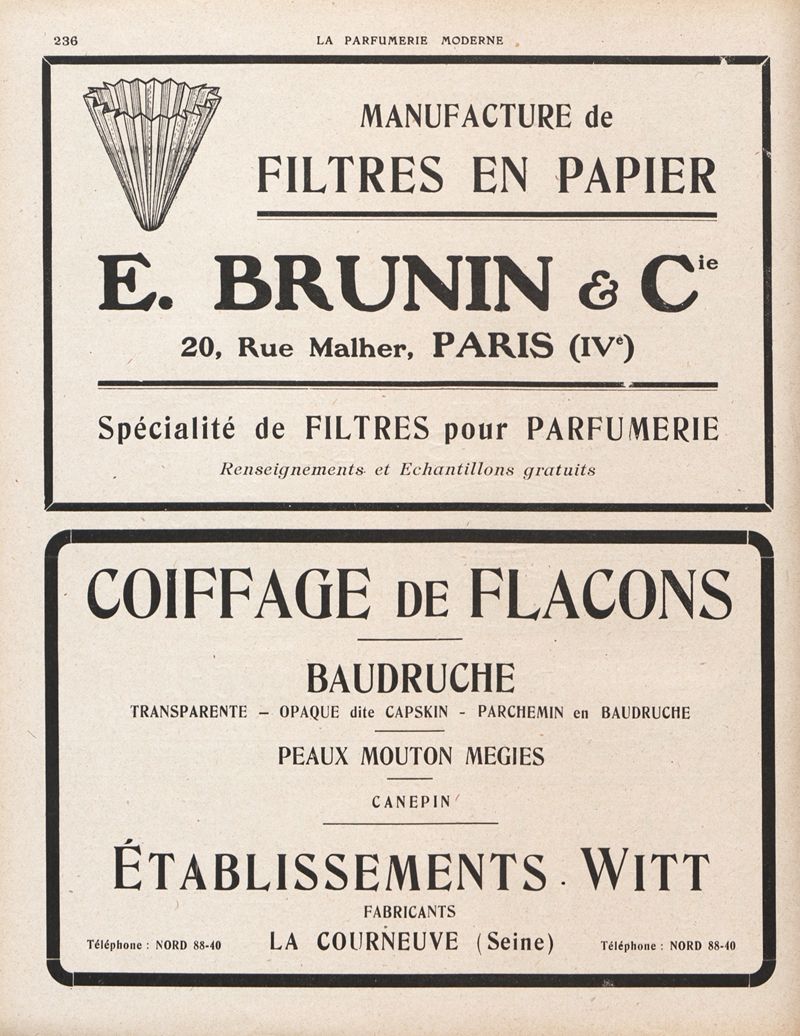 236
LA PARFUMERIE MODERNE
MANUFACTURE de
FILTRES EN PAPIER
E. BRUNIN & Cie
20, Rue Malher, PARIS (IVe)
Spécialité de FILTRES pour PARFUMERIE
Renseignements et Echantillons gratuits
COIFFAGE DE FLACONS
BAUDRUCHE
TRANSPARENTE – OPAQUE dite CAPSKIN - PARCHEMIN en BAUDRUCHE
PEAUX MOUTON MEGIES
CANEPIN
ÉTABLISSEMENTS . WITT
FABRICANTS
Téléphone : NORD 88-40 LA COURNEUVE (Seine) Téléphone : NORD 88-40